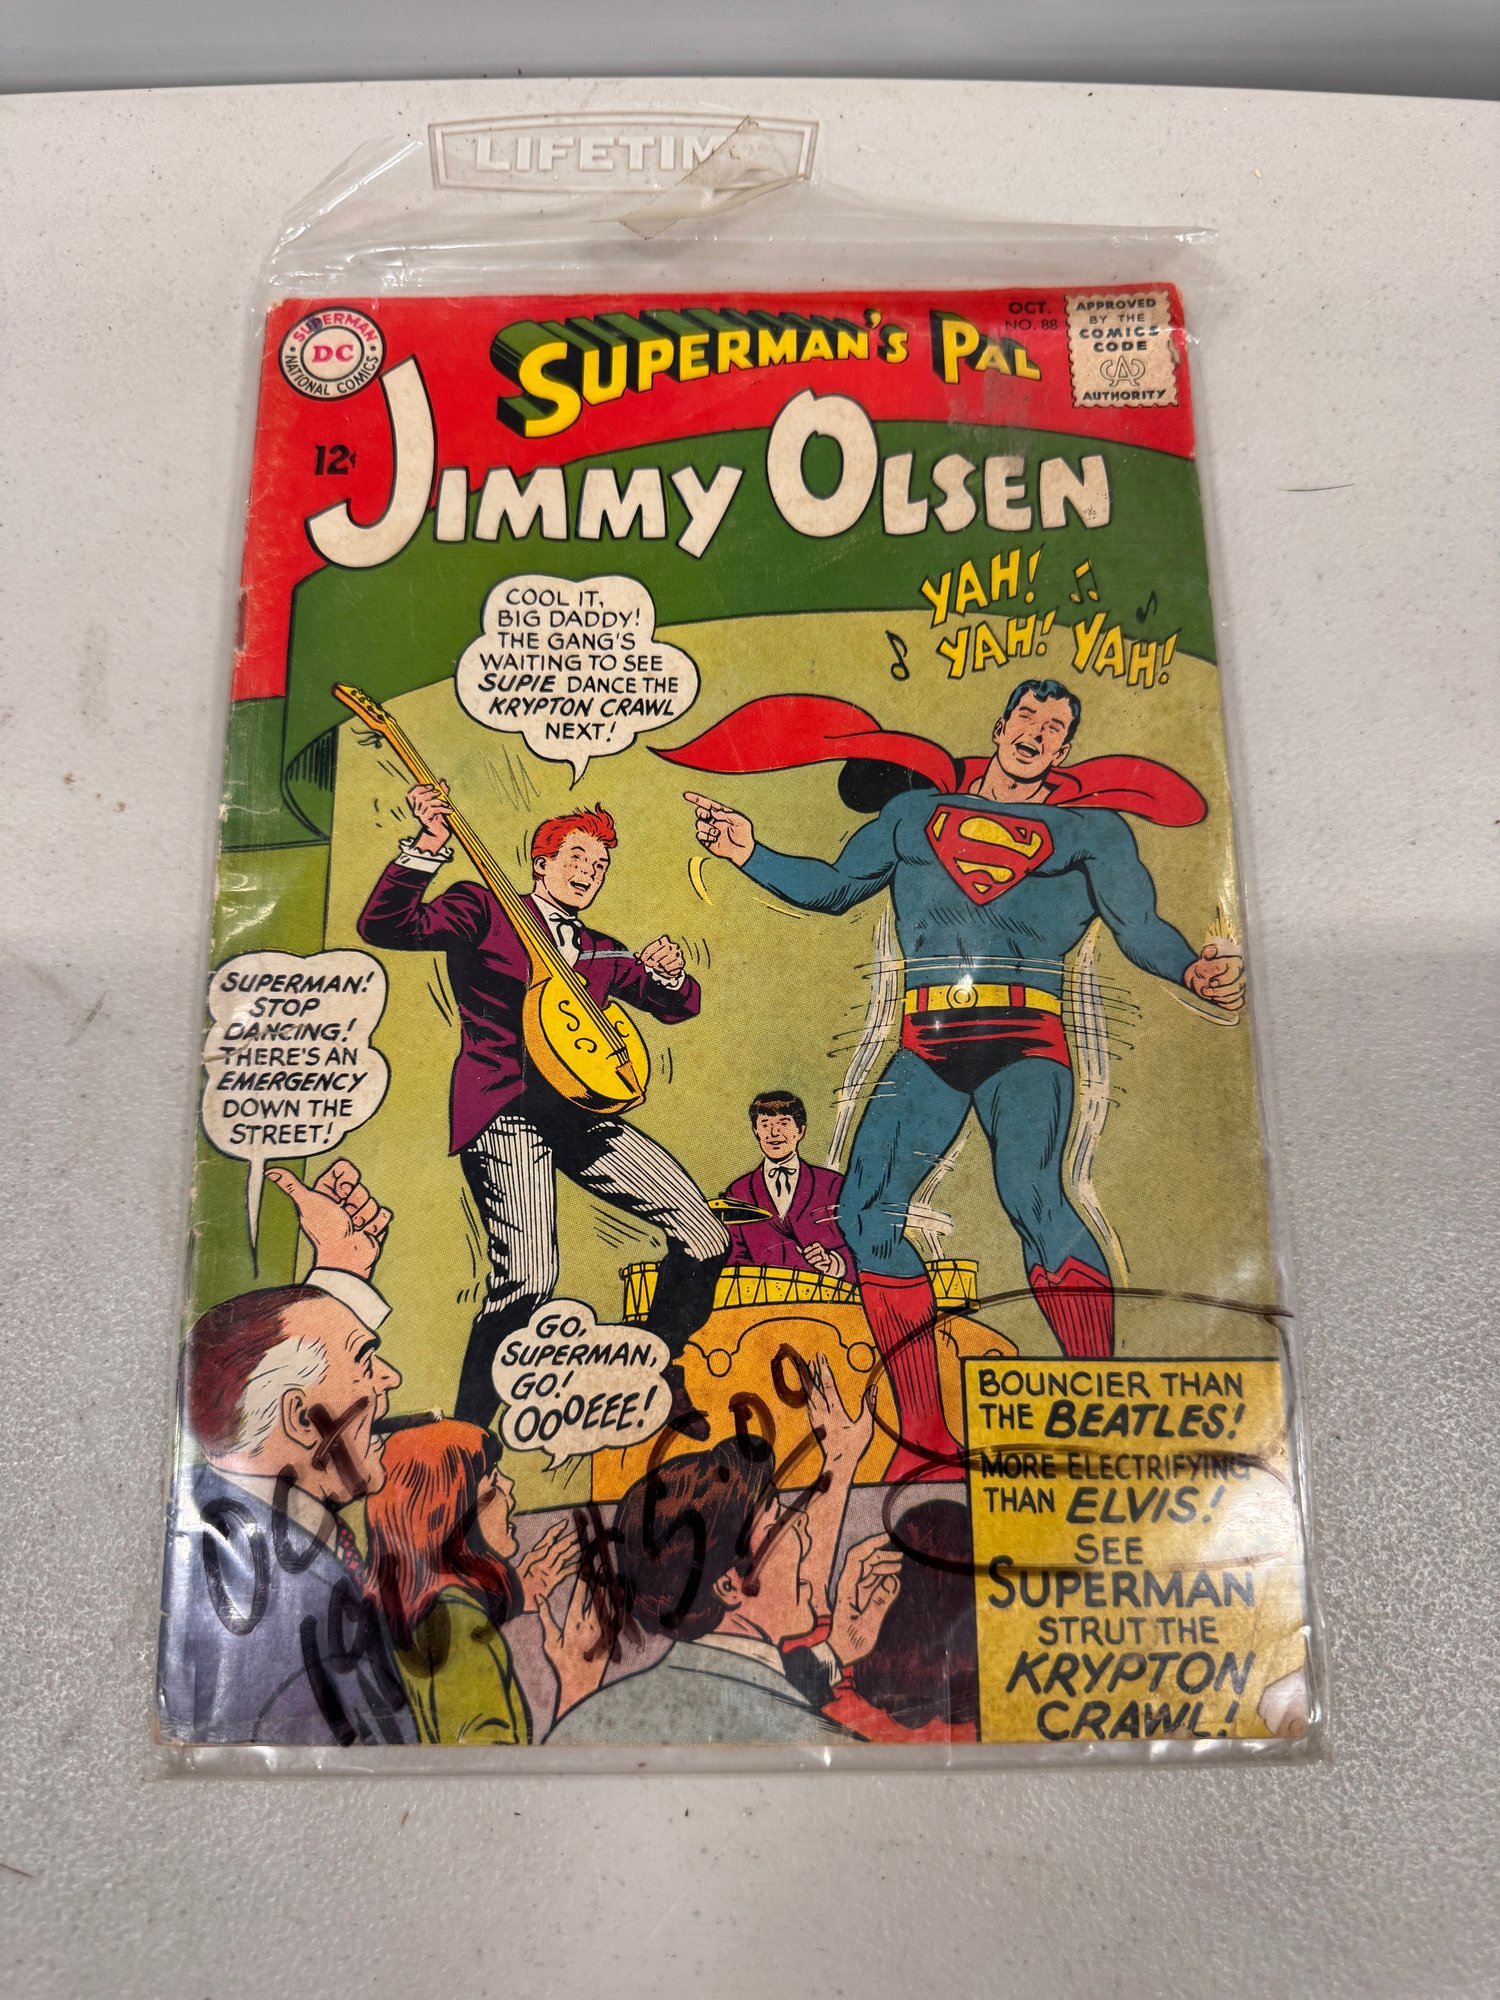 LIFETIM
SUPERMAN
DC
NATIONAL COMICS
SUPERMAN'S PAL
OCT.
NO. 88
APPROVED
BY THE
COMICS
CODE
CA
AUTHORITY
12¢
JIMMY OLSEN
YAH!
YAH! YAH!
COOL IT,
BIG DADDY!
THE GANG'S
WAITING TO SEE
SUPIE DANCE THE
KRYPTON CRAWL
NEXT!
SUPERMAN!
STOP
DANCING!
THERE'S AN
EMERGENCY
DOWN THE
STREET!
GO,
SUPERMAN,
GO!
OOOEEE!
BOUNCIER THAN
THE BEATLES!
MORE ELECTRIFYING
THAN ELVIS!
SEE
SUPERMAN
STRUT THE
KRYPTON
CRAWL!
OCT
1965
$5.00